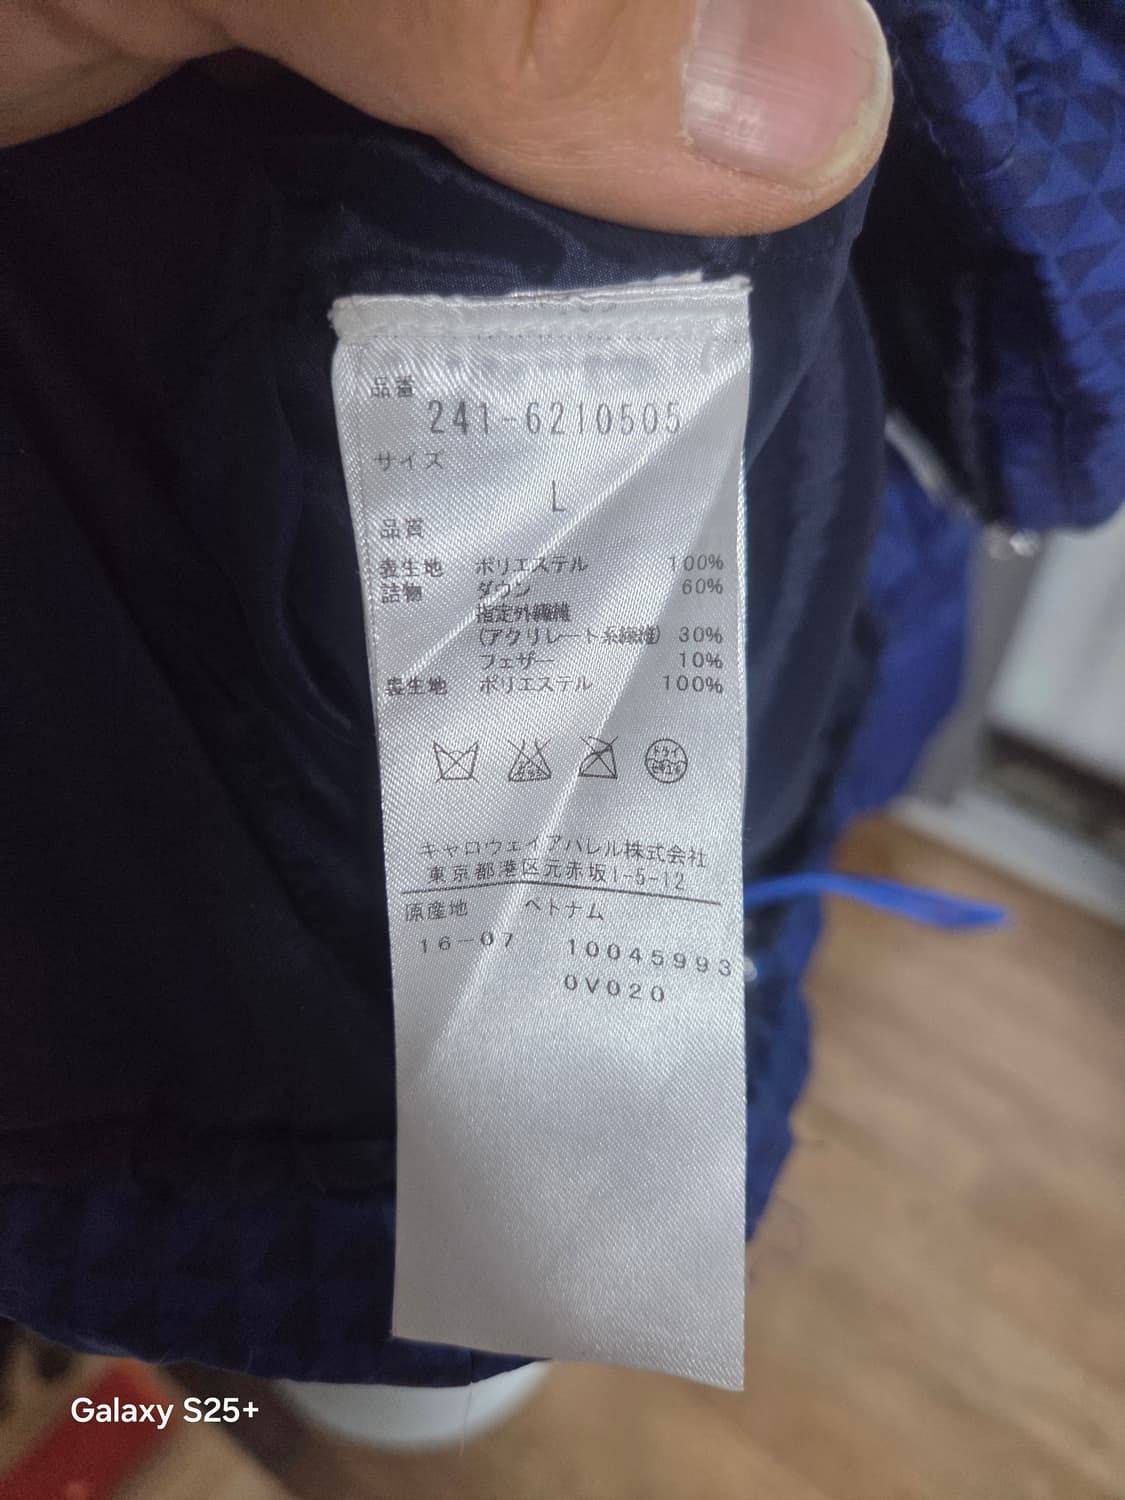 品番
241-6210505
サイズ
L
品質
表生地 ポリエステル 100%
詰物 ダウン 60%
指定外繊維
(アクリレート系繊維) 30%
フェザー 10%
表生地 ポリエステル 100%
ドライ
キャロウェイアパレル株式会社
東京都港区元赤坂1-5-12
原産地 ベトナム
16-07 10045993
0V020
Galaxy S25+